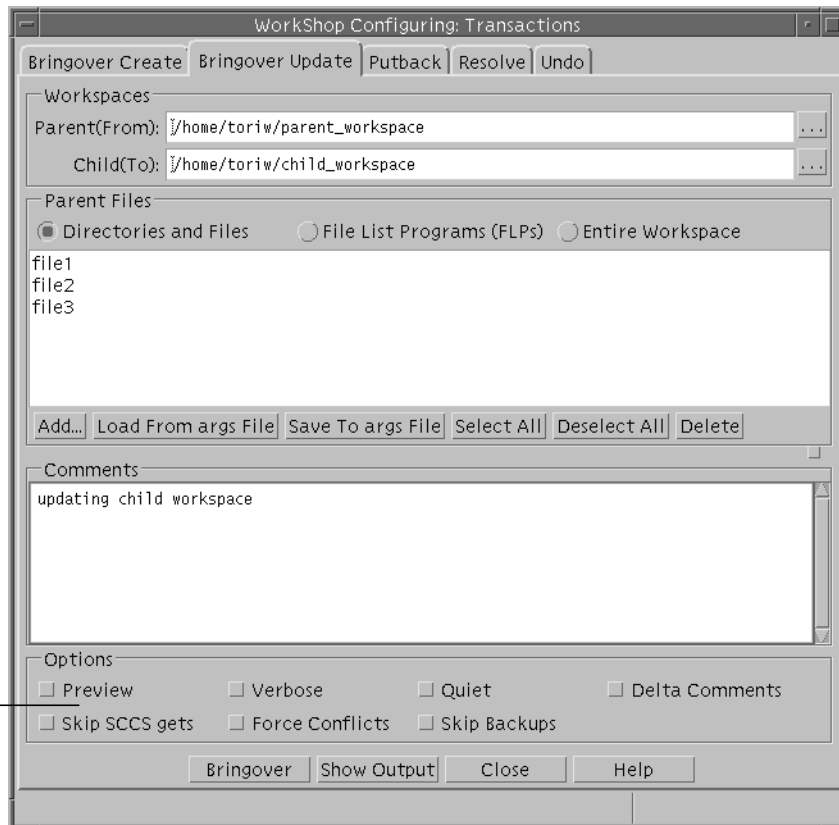 WorkShop Configuring: Transactions
Bringover Create Bringover Update Putback Resolve Undo
Workspaces
Parent(From): /home/toriw/parent_workspace ...
Child(To): /home/toriw/child_workspace ...
Parent Files
Directories and Files File List Programs (FLPs) Entire Workspace
file1
file2
file3
Add... Load From args File Save To args File Select All Deselect All Delete
Comments
updating child workspace
Options
Preview Verbose Quiet Delta Comments
Skip SCCS gets Force Conflicts Skip Backups
Bringover Show Output Close Help